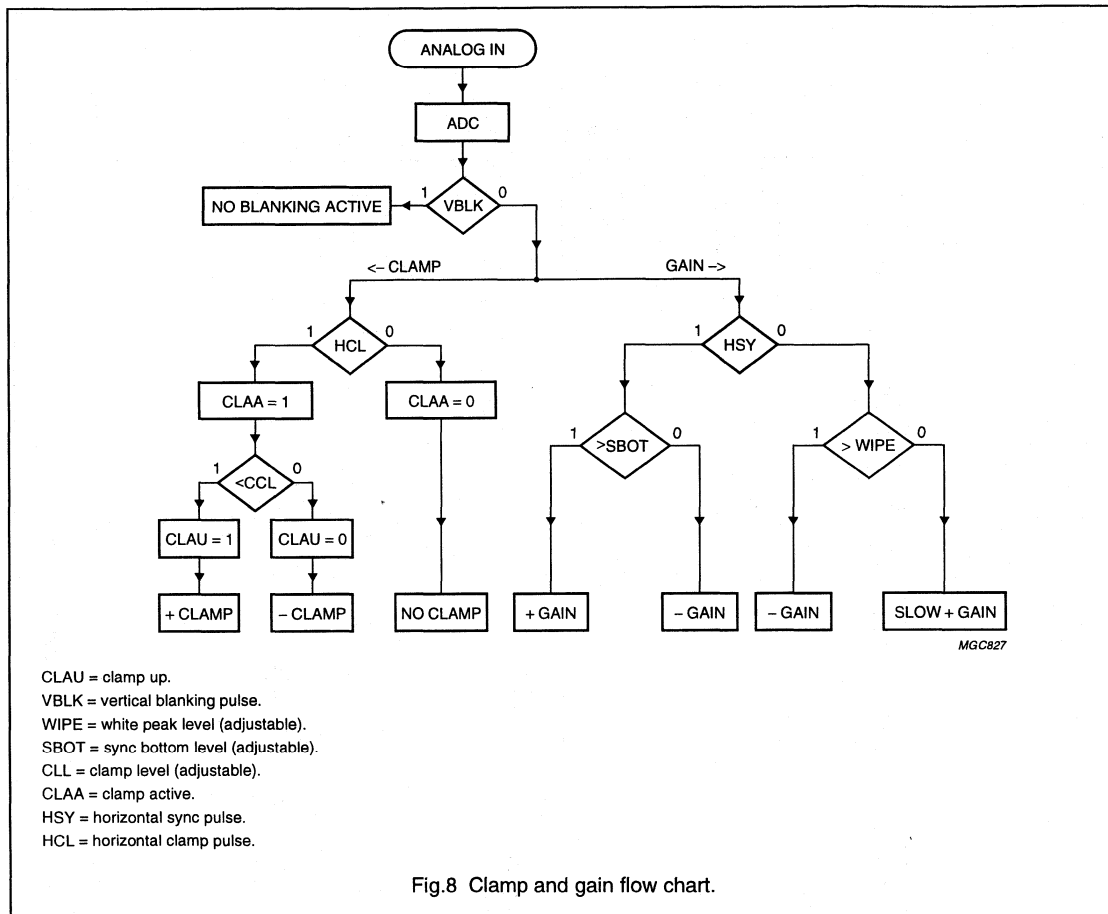 ANALOG IN
ADC
1 VBLK 0
NO BLANKING ACTIVE
<– CLAMP GAIN –>
1 HCL 0 1 HSY 0
CLAA = 1 CLAA = 0
1 >SBOT 0 1 > WIPE 0
1 <CCL 0
CLAU = 1 CLAU = 0
+ CLAMP – CLAMP NO CLAMP + GAIN – GAIN – GAIN SLOW + GAIN
MGC827
CLAU = clamp up.
VBLK = vertical blanking pulse.
WIPE = white peak level (adjustable).
SBOT = sync bottom level (adjustable).
CLL = clamp level (adjustable).
CLAA = clamp active.
HSY = horizontal sync pulse.
HCL = horizontal clamp pulse.
Fig.8 Clamp and gain flow chart.